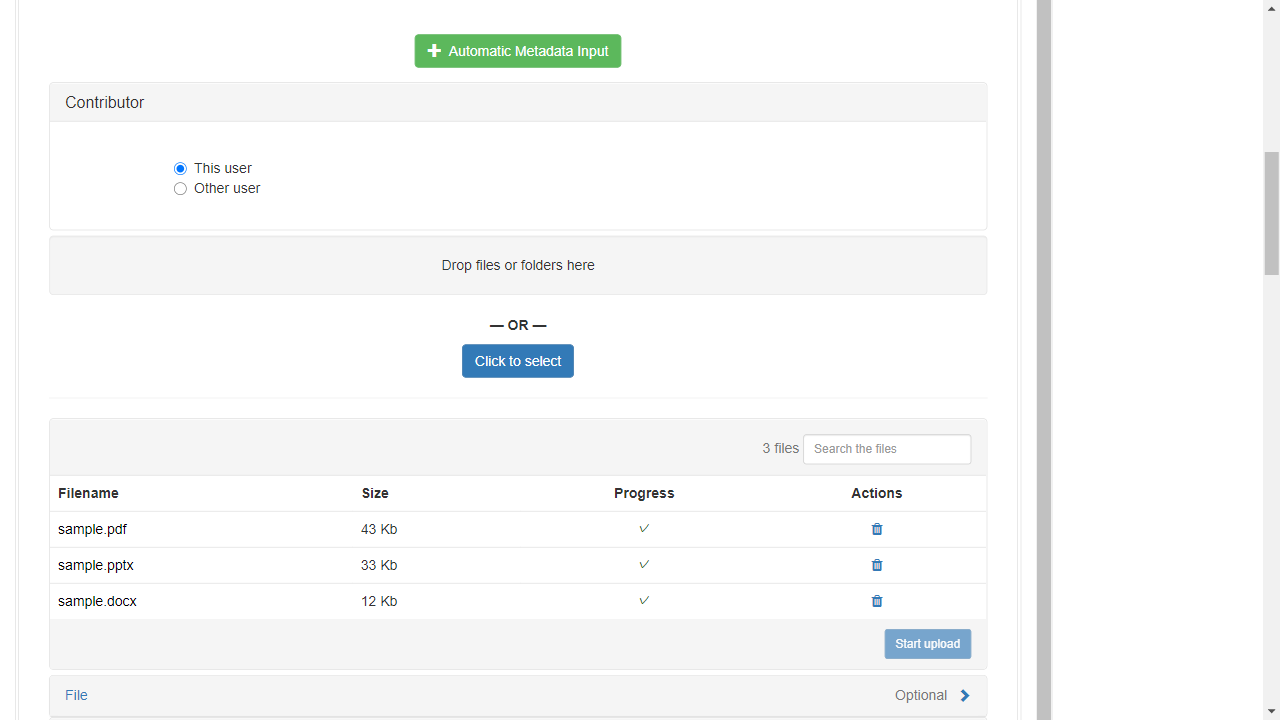 Automatic Metadata Input
Contributor
This user
Other user
Drop files or folders here
— OR —
Click to select
3 files Search the files
Filename Size Progress Actions
sample.pdf 43 Kb ✓
sample.pptx 33 Kb ✓
sample.docx 12 Kb ✓
Start upload
File Optional